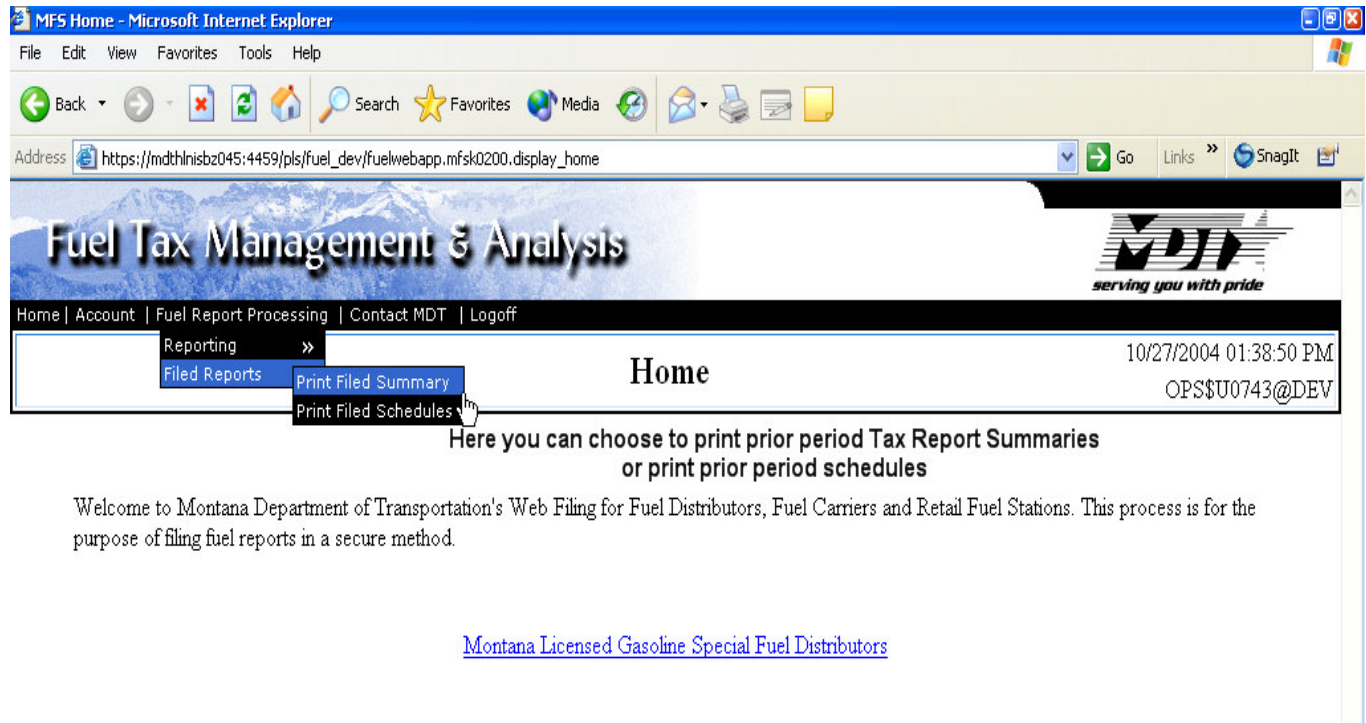 MFS Home - Microsoft Internet Explorer
File Edit View Favorites Tools Help
Back Search Favorites Media
Address https://mdthlnisbz045:4459/pls/fuel_dev/fuelwebapp.mfsk0200.display_home Go Links » SnagIt
Fuel Tax Management & Analysis
MDT
serving you with pride
Home | Account | Fuel Report Processing | Contact MDT | Logoff
Reporting »
Filed Reports
Print Filed Summary
Print Filed Schedules
Home
10/27/2004 01:38:50 PM
OPS$U0743@DEV
Here you can choose to print prior period Tax Report Summaries
or print prior period schedules
Welcome to Montana Department of Transportation's Web Filing for Fuel Distributors, Fuel Carriers and Retail Fuel Stations. This process is for the
purpose of filing fuel reports in a secure method.
Montana Licensed Gasoline Special Fuel Distributors